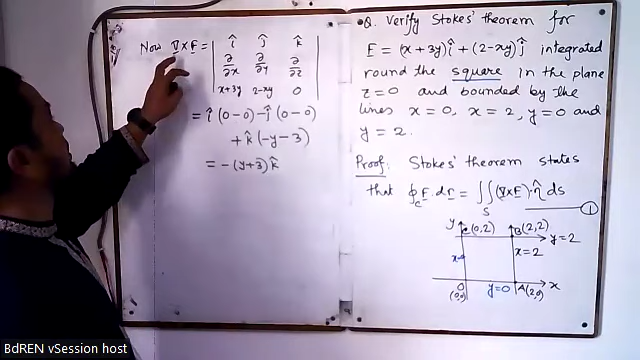 Now ∇×F = | î ĵ k̂ |
| ∂/∂x ∂/∂y ∂/∂z |
| x+3y 2-xy 0 |
= î (0-0) - ĵ (0-0)
+ k̂ (-y-3)
= -(y+3) k̂
Q. Verify Stokes' theorem for
F = (x+3y)î + (2-xy)ĵ integrated
round the square in the plane
z=0 and bounded by the
lines x=0, x=2, y=0 and
y=2.
Proof: Stokes's theorem states
that ∮_C F.dr = ∬_S (∇×F).n̂ ds
①
y C(0,2) B(2,2)
y=2
x=2
O (0,0) y=0 A(2,0) x
BdREN vSession host